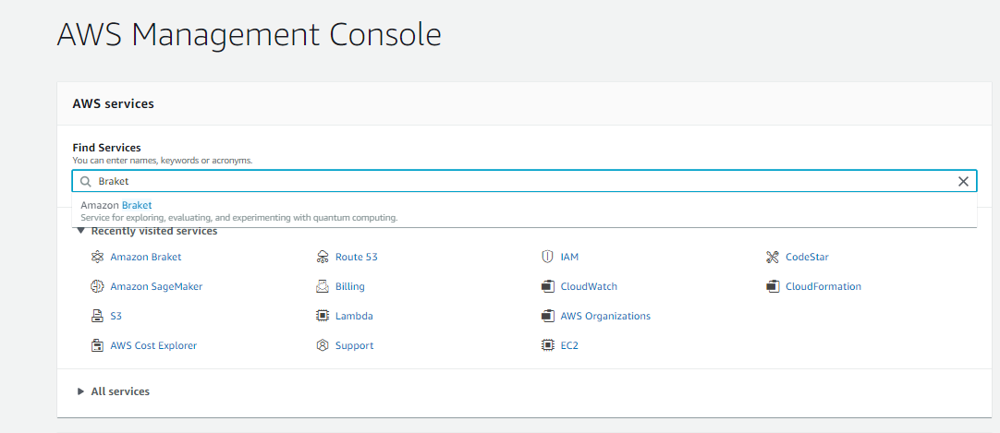 AWS Management Console
AWS services
Find Services
You can enter names, keywords or acronyms.
Braket
Amazon Braket
Service for exploring, evaluating, and experimenting with quantum computing.
Recently visited services
Amazon Braket Route 53 IAM CodeStar
Amazon SageMaker Billing CloudWatch CloudFormation
S3 Lambda AWS Organizations
AWS Cost Explorer Support EC2
All services